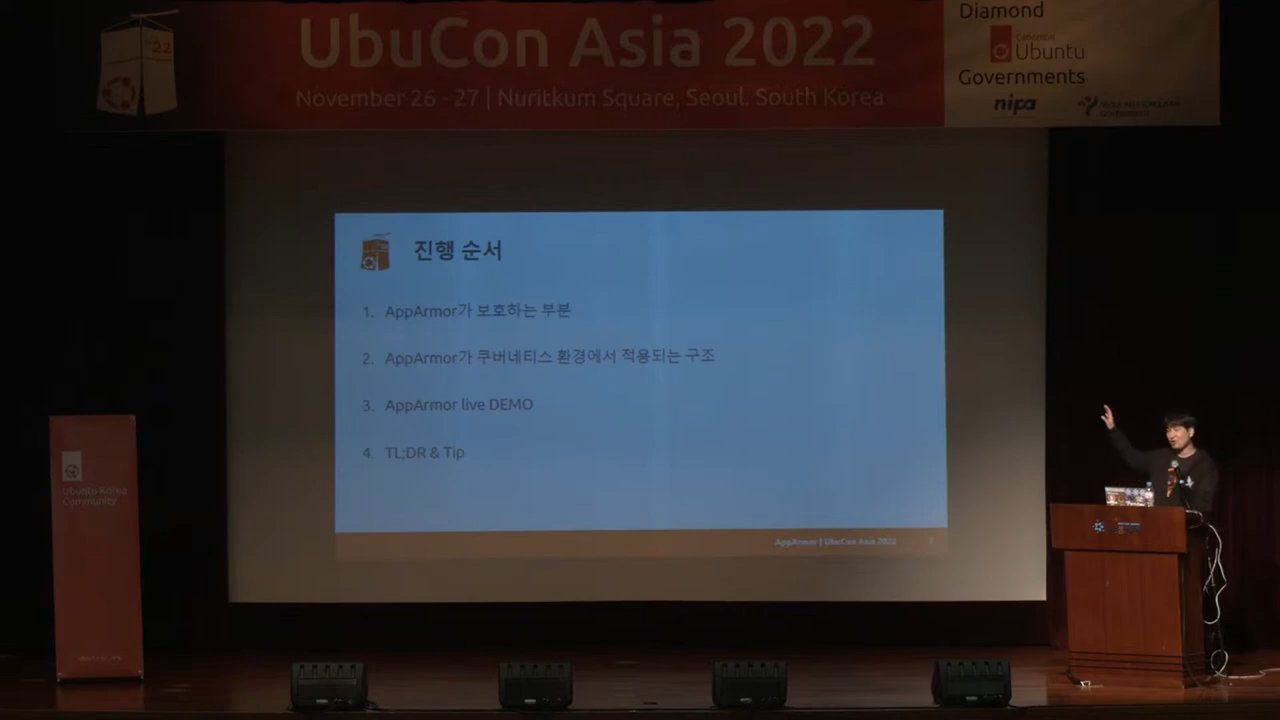 22
UbuCon Asia 2022
November 26 - 27 | Nuritkum Square, Seoul, South Korea
Diamond
Canonical
Ubuntu
Governments
nipa
진행 순서
1. AppArmor가 보호하는 부분
2. AppArmor가 쿠버네티스 환경에서 적용되는 구조
3. AppArmor live DEMO
4. TL;DR & Tip
AppArmor | UbuCon Asia 2022
Ubuntu Korea
Community